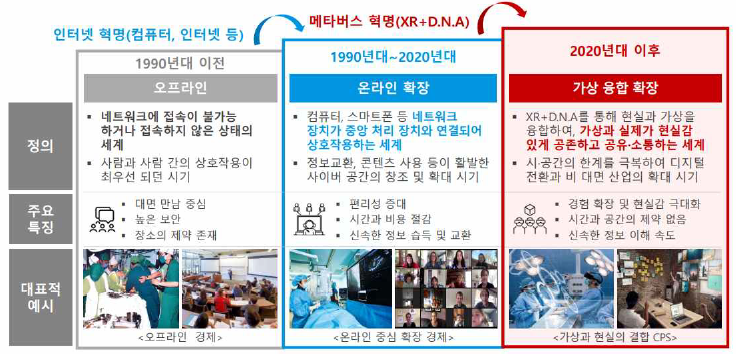 인터넷 혁명(컴퓨터, 인터넷 등)
메타버스 혁명(XR+D.N.A)
1990년대 이전
1990년대~2020년대
2020년대 이후
오프라인
온라인 확장
가상 융합 확장
정의
▪ 네트워크에 접속이 불가능
하거나 접속하지 않은 상태의
세계
▪ 사람과 사람 간의 상호작용이
최우선 되던 시기
▪ 컴퓨터, 스마트폰 등 네트워크
장치가 중앙 처리 장치와 연결되어
상호작용하는 세계
▪ 정보교환, 콘텐츠 사용 등이 활발한
사이버 공간의 창조 및 확대 시기
▪ XR+D.N.A를 통해 현실과 가상을
융합하여, 가상과 실제가 현실감
있게 공존하고 공유·소통하는 세계
▪ 시·공간의 한계를 극복하여 디지털
전환과 비 대면 산업의 확대 시기
주요
특징
▪ 대면 만남 중심
▪ 높은 보안
▪ 장소의 제약 존재
▪ 편리성 증대
▪ 시간과 비용 절감
▪ 신속한 정보 습득 및 교환
▪ 경험 확장 및 현실감 극대화
▪ 시간과 공간의 제약 없음
▪ 신속한 정보 이해 속도
대표적
예시
<오프라인 경제>
<온라인 중심 확장 경제>
<가상과 현실의 결합 CPS>